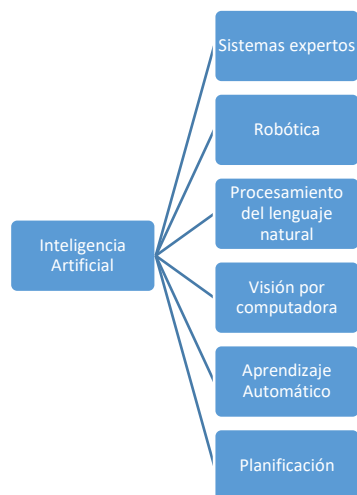 Sistemas expertos
Robótica
Procesamiento
del lenguaje
natural
Inteligencia
Artificial
Visión por
computadora
Aprendizaje
Automático
Planificación